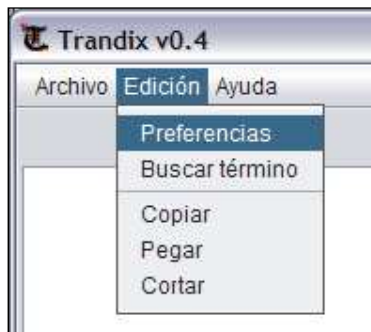 Trandix v0.4
Archivo Edición Ayuda
Preferencias
Buscar término
Copiar
Pegar
Cortar